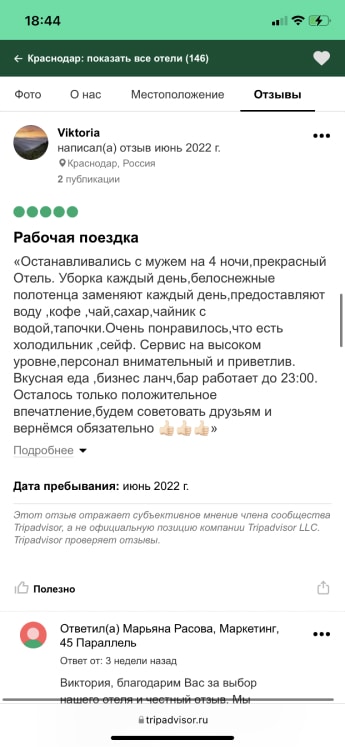 18:44
← Краснодар: показать все отели (146)
Фото О нас Местоположение Отзывы
Viktoria
написал(а) отзыв июнь 2022 г.
Краснодар, Россия
2 публикации
Рабочая поездка
«Останавливались с мужем на 4 ночи,прекрасный
Отель. Уборка каждый день,белоснежные
полотенца заменяют каждый день,предоставляют
воду ,кофе ,чай,сахар,чайник с
водой,тапочки.Очень понравилось,что есть
холодильник ,сейф. Сервис на высоком
уровне,персонал внимательный и приветлив.
Вкусная еда ,бизнес ланч,бар работает до 23:00.
Осталось только положительное
впечатление,будем советовать друзьям и
вернёмся обязательно 👍🏻👍🏻👍🏻»
Подробнее
Дата пребывания: июнь 2022 г.
Этот отзыв отражает субъективное мнение члена сообщества
Tripadvisor, а не официальную позицию компании Tripadvisor LLC.
Tripadvisor проверяет отзывы.
Полезно
Ответил(а) Марьяна Расова, Маркетинг,
45 Параллель
Ответ от: 3 недели назад
Виктория, благодарим Вас за выбор
нашего отеля и честный отзыв. Мы
tripadvisor.ru